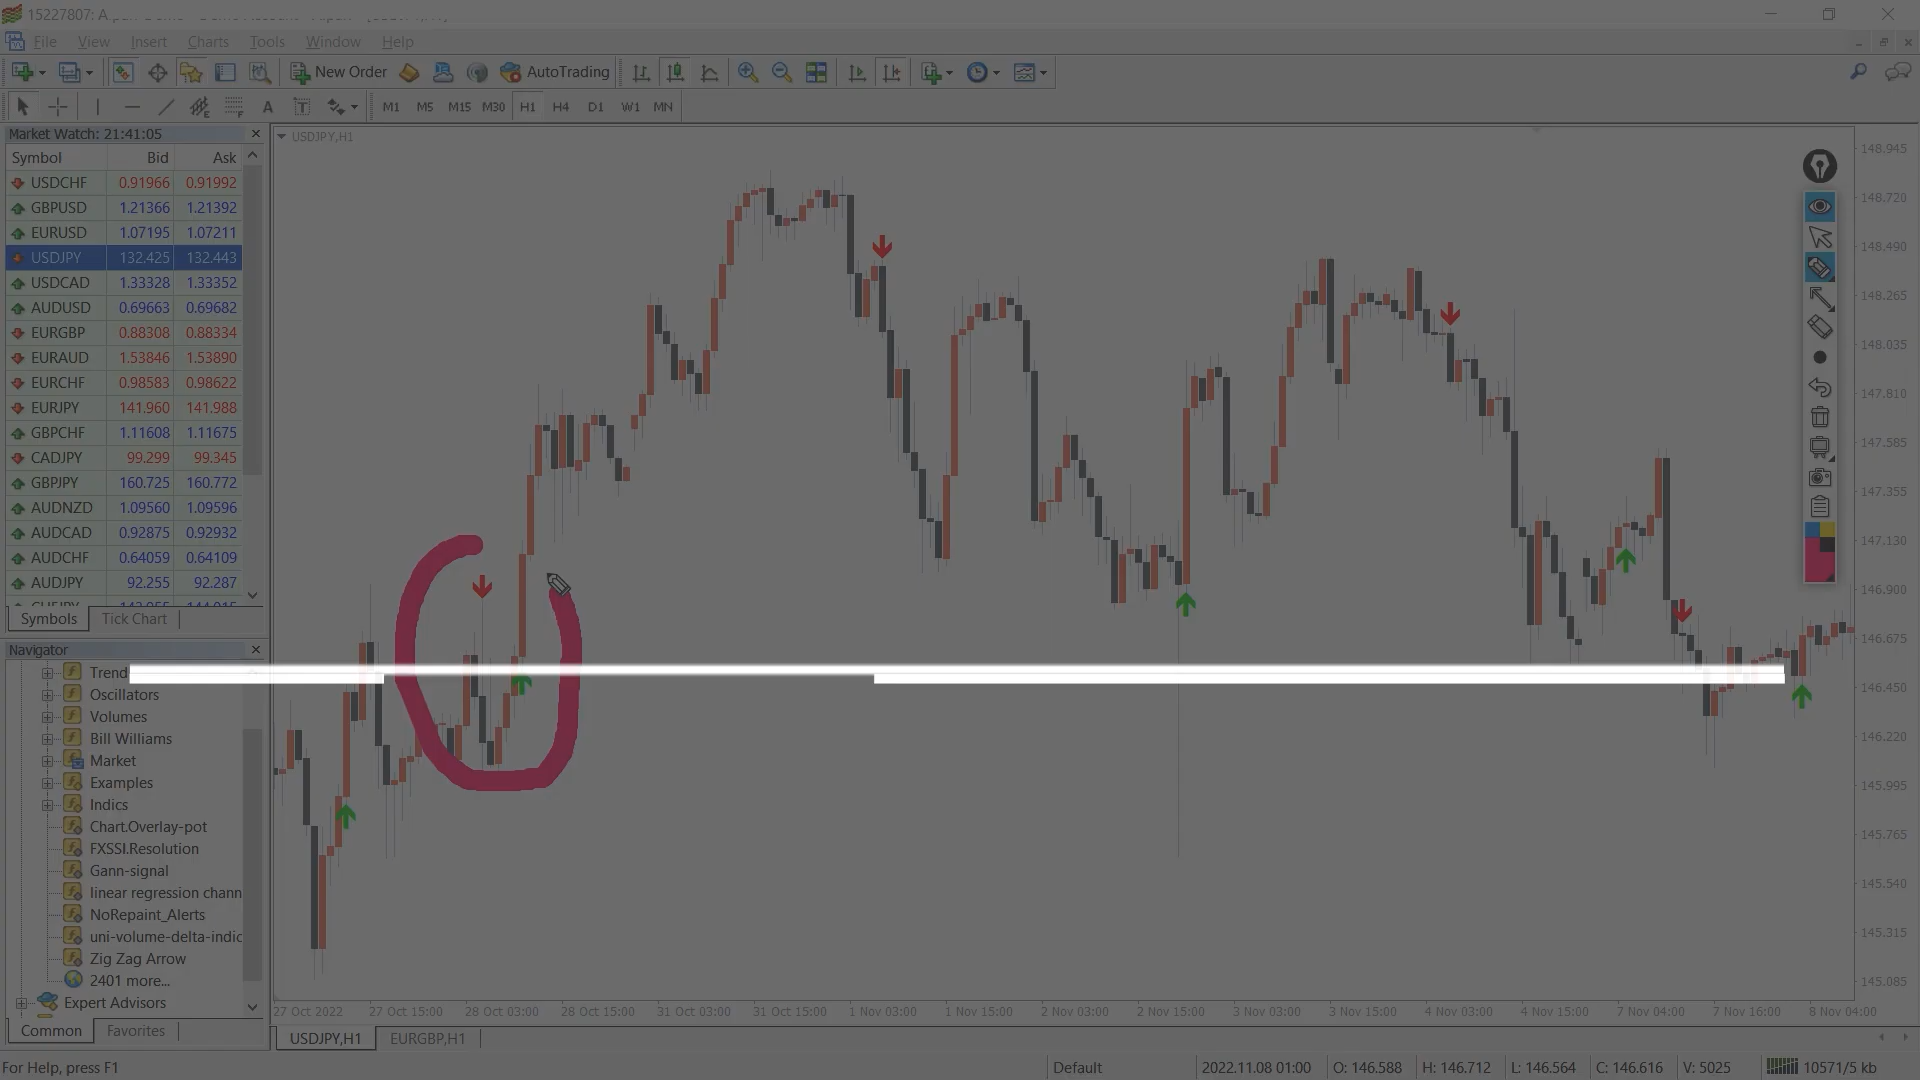 File View Insert Charts Tools Window Help
New Order AutoTrading
A T M1 M5 M15 M30 H1 H4 D1 W1 MN
Market Watch: 21:41:05
Symbol Bid Ask
USDCHF 0.91966 0.91992
GBPUSD 1.21366 1.21392
EURUSD 1.07195 1.07211
USDJPY 132.425 132.443
USDCAD 1.33328 1.33352
AUDUSD 0.69663 0.69682
EURGBP 0.88308 0.88334
EURAUD 1.53846 1.53890
EURCHF 0.98583 0.98622
EURJPY 141.960 141.988
GBPCHF 1.11608 1.11675
CADJPY 99.299 99.345
GBPJPY 160.725 160.772
AUDNZD 1.09560 1.09596
AUDCAD 0.92875 0.92932
AUDCHF 0.64059 0.64109
AUDJPY 92.255 92.287
Symbols Tick Chart
Navigator
Trend
Oscillators
Volumes
Bill Williams
Market
Examples
Indics
Chart.Overlay-pot
FXSSI.Resolution
Gann-signal
linear regression chann
NoRepaint_Alerts
uni-volume-delta-indic
Zig Zag Arrow
2401 more...
Expert Advisors
Common Favorites
USDJPY,H1
148.945
148.720
148.490
148.265
148.035
147.810
147.585
147.355
147.130
146.900
146.675
146.450
146.220
145.995
145.765
145.540
145.315
145.085
27 Oct 2022 27 Oct 15:00 28 Oct 03:00 28 Oct 15:00 31 Oct 03:00 31 Oct 15:00 1 Nov 03:00 1 Nov 15:00 2 Nov 03:00 2 Nov 15:00 3 Nov 03:00 3 Nov 15:00 4 Nov 03:00 4 Nov 15:00 7 Nov 04:00 7 Nov 16:00 8 Nov 04:00
USDJPY,H1 EURGBP,H1
For Help, press F1 Default 2022.11.08 01:00 O: 146.588 H: 146.712 L: 146.564 C: 146.616 V: 5025 10571/5 kb